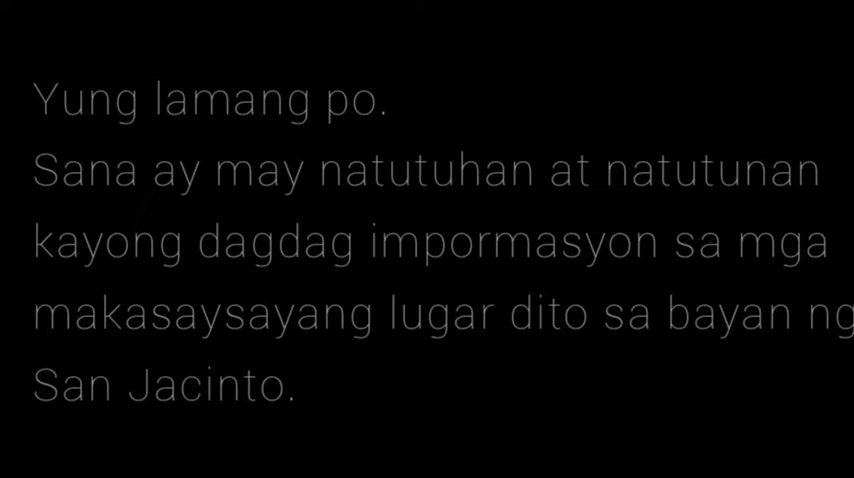 Yung lamang po.
Sana ay may natutuhan at natutunan
kayong dagdag impormasyon sa mga
makasaysayang lugar dito sa bayan ng
San Jacinto.